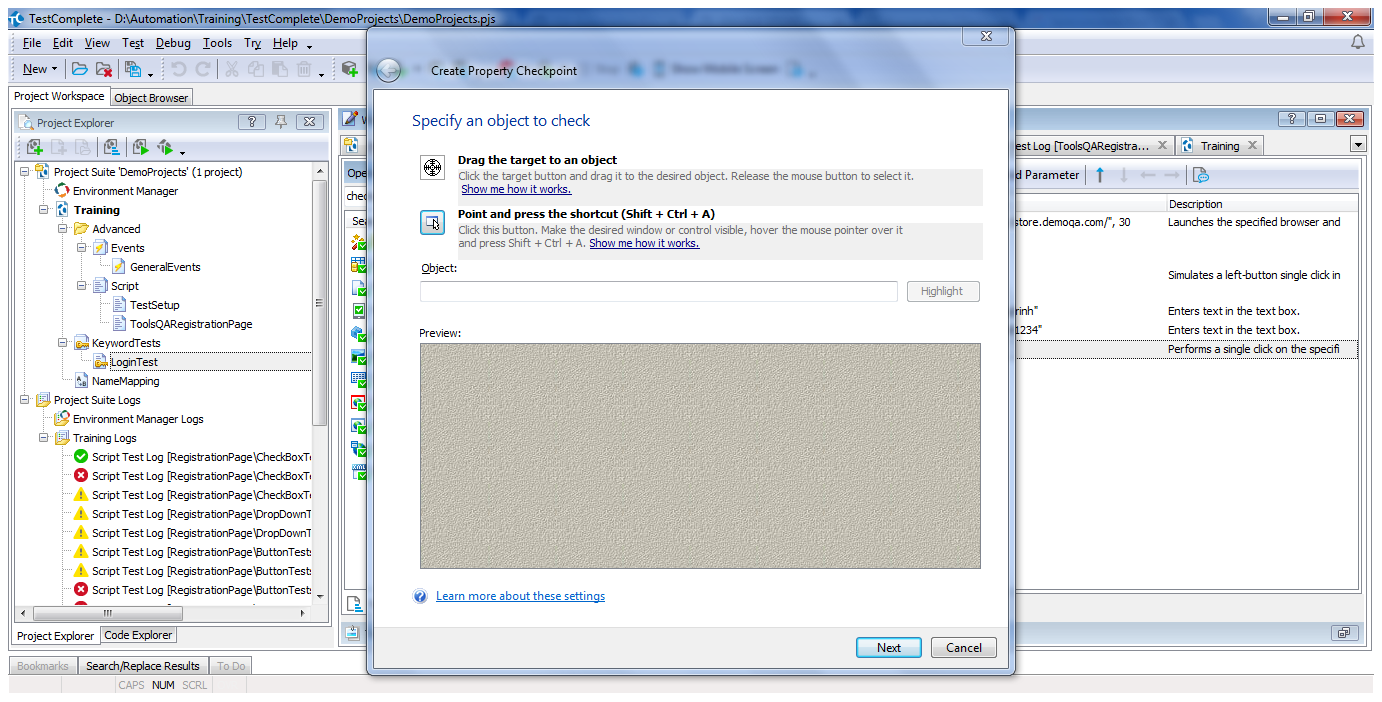 TestComplete - D:\Automation\Training\TestComplete\DemoProjects\DemoProjects.pjs
File Edit View Test Debug Tools Try Help
New
Project Workspace Object Browser
Project Explorer
Project Suite 'DemoProjects' (1 project)
Environment Manager
Training
Advanced
Events
GeneralEvents
Script
TestSetup
ToolsQARegistrationPage
KeywordTests
LoginTest
NameMapping
Project Suite Logs
Environment Manager Logs
Training Logs
Script Test Log [RegistrationPage\CheckBoxT
Script Test Log [RegistrationPage\CheckBoxT
Script Test Log [RegistrationPage\CheckBoxT
Script Test Log [RegistrationPage\DropDownT
Script Test Log [RegistrationPage\DropDownT
Script Test Log [RegistrationPage\ButtonTests
Script Test Log [RegistrationPage\ButtonTests
Script Test Log [RegistrationPage\ButtonTests
Project Explorer Code Explorer
Bookmarks Search/Replace Results To Do
CAPS NUM SCRL
W
Ope
chec
Sea
Create Property Checkpoint
Specify an object to check
Drag the target to an object
Click the target button and drag it to the desired object. Release the mouse button to select it.
Show me how it works.
Point and press the shortcut (Shift + Ctrl + A)
Click this button. Make the desired window or control visible, hover the mouse pointer over it
and press Shift + Ctrl + A. Show me how it works.
Object:
Highlight
Preview:
Learn more about these settings
Next Cancel
est Log [ToolsQARegistra... Training
d Parameter
Description
store.demoqa.com/", 30 Launches the specified browser and
Simulates a left-button single click in
rinh" Enters text in the text box.
1234" Enters text in the text box.
Performs a single click on the specifi